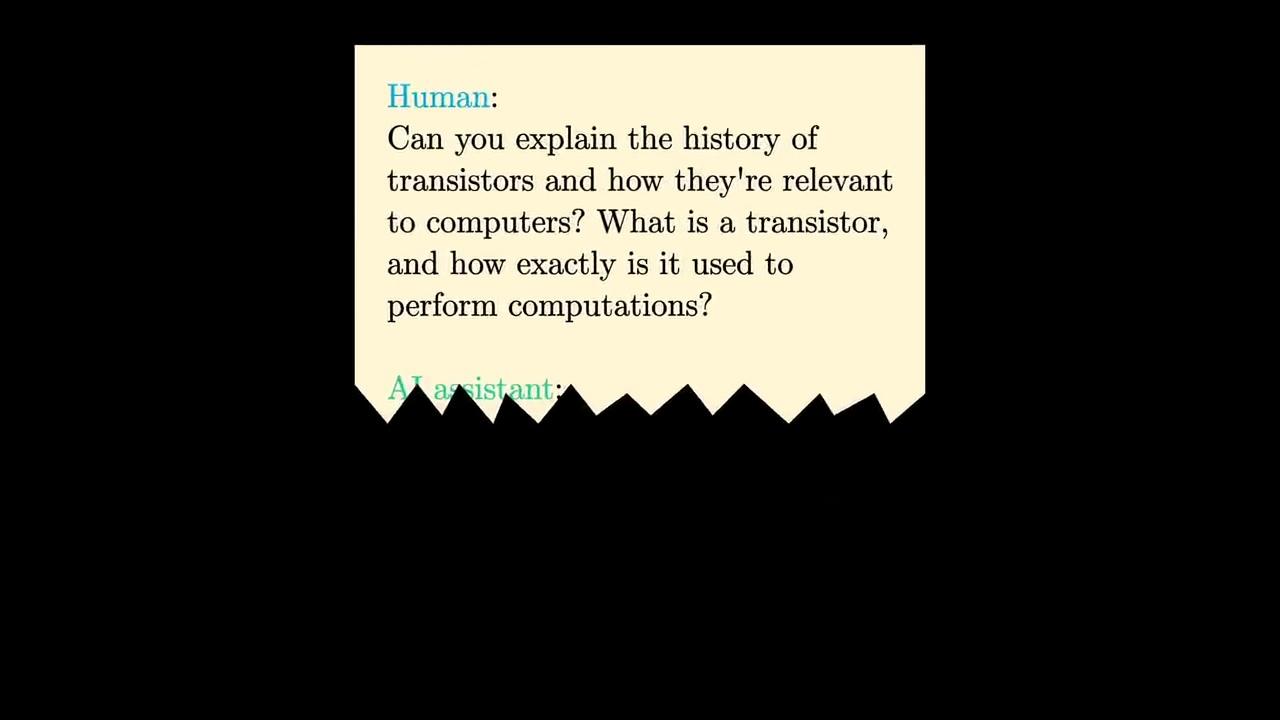 Human:
Can you explain the history of
transistors and how they're relevant
to computers? What is a transistor,
and how exactly is it used to
perform computations?
AI assistant: